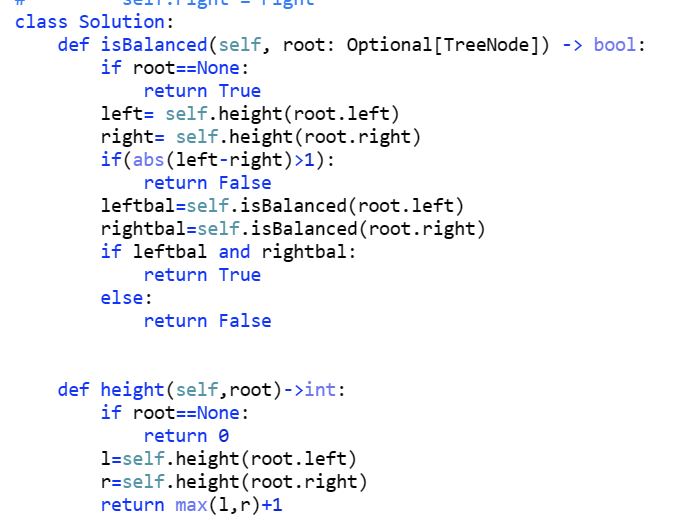 #         self.right = right
class Solution:
    def isBalanced(self, root: Optional[TreeNode]) -> bool:
        if root==None:
            return True
        left= self.height(root.left)
        right= self.height(root.right)
        if(abs(left-right)>1):
            return False
        leftbal=self.isBalanced(root.left)
        rightbal=self.isBalanced(root.right)
        if leftbal and rightbal:
            return True
        else:
            return False
    def height(self,root)->int:
        if root==None:
            return 0
        l=self.height(root.left)
        r=self.height(root.right)
        return max(l,r)+1